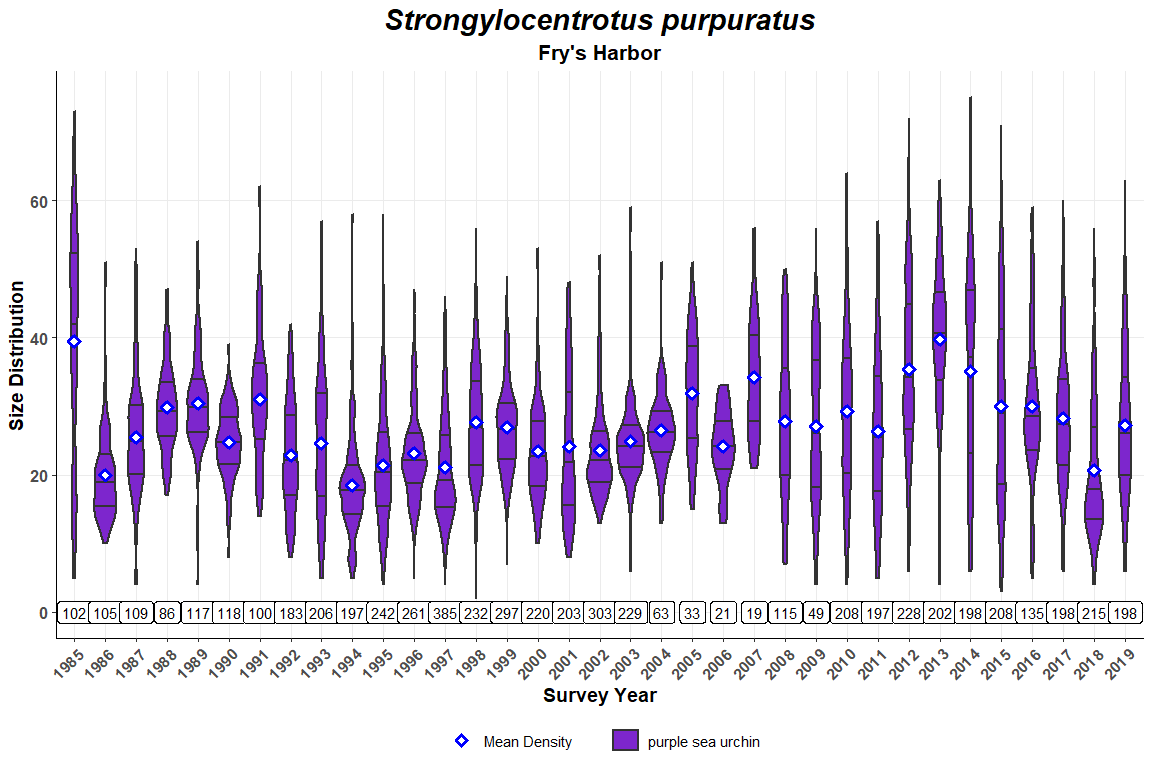 Strongylocentrotus purpuratus
Fry's Harbor
Size Distribution
60
40
20
0
102 105 109 86 117 118 100 183 206 197 242 261 385 232 297 220 203 303 229 63 33 21 19 115 49 208 197 228 202 198 208 135 198 215 198
1985 1986 1987 1988 1989 1990 1991 1992 1993 1994 1995 1996 1997 1998 1999 2000 2001 2002 2003 2004 2005 2006 2007 2008 2009 2010 2011 2012 2013 2014 2015 2016 2017 2018 2019
Survey Year
Mean Density purple sea urchin